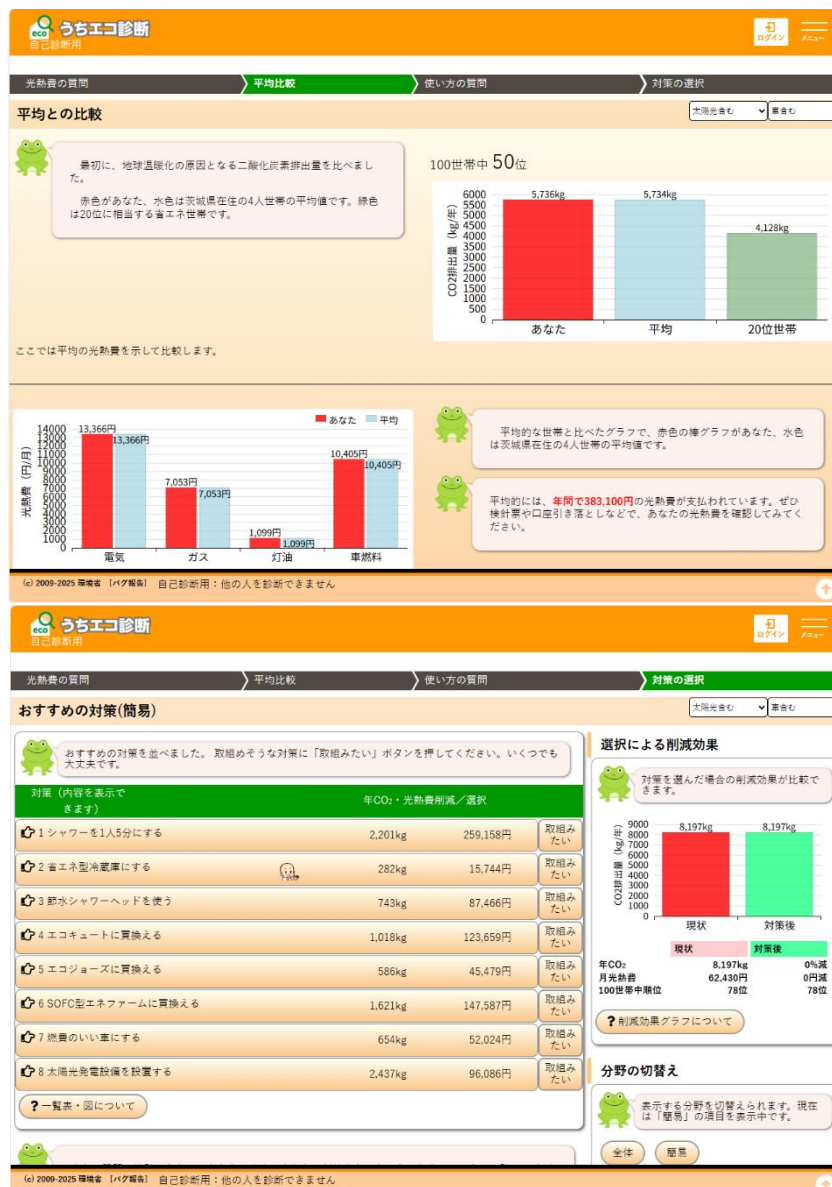 eco うちエコ診断
自己診断用
ログイン
メニュー
光熱費の質問 平均比較 使い方の質問 対策の選択
平均との比較
太陽光含む 車含む
最初に、地球温暖化の原因となる二酸化炭素排出量を比べまし
た。
赤色があなた、水色は茨城県在住の4人世帯の平均値です。緑色
は20位に相当する省エネ世帯です。
100世帯中 50位
CO2排出量 (kg/年)
6000
5500
5000
4500
4000
3500
3000
2500
2000
1500
1000
500
0
5,736kg 5,734kg 4,128kg
あなた 平均 20位世帯
ここでは平均の光熱費を示して比較します。
あなた 平均
光熱費 (円/月)
14000
13000
12000
11000
10000
9000
8000
7000
6000
5000
4000
3000
2000
1000
0
13,366円 13,366円
7,053円 7,053円
1,099円 1,099円
10,405円 10,405円
電気 ガス 灯油 車燃料
平均的な世帯と比べたグラフで、赤色の棒グラフがあなた、水色
は茨城県在住の4人世帯の平均値です。
平均的には、年間で383,100円の光熱費が支払われています。ぜひ
検針票や口座引き落としなどで、あなたの光熱費を確認してみてく
ださい。
(c) 2009-2025 環境省 [バグ報告] 自己診断用:他の人を診断できません
eco うちエコ診断
自己診断用
ログイン
メニュー
光熱費の質問 平均比較 使い方の質問 対策の選択
おすすめの対策(簡易)
太陽光含む 車含む
おすすめの対策を並べました。 取組めそうな対策に「取組みたい」ボタンを押してください。いくつでも
大丈夫です。
対策(内容を表示で
きます)
年CO₂・光熱費削減/選択
1 シャワーを1人5分にする 2,201kg 259,158円 取組み
たい
2 省エネ型冷蔵庫にする 282kg 15,744円 取組み
たい
3 節水シャワーヘッドを使う 743kg 87,466円 取組み
たい
4 エコキュートに買換える 1,018kg 123,659円 取組み
たい
5 エコジョーズに買換える 586kg 45,479円 取組み
たい
6 SOFC型エネファームに買換える 1,621kg 147,587円 取組み
たい
7 燃費のいい車にする 654kg 52,024円 取組み
たい
8 太陽光発電設備を設置する 2,437kg 96,086円 取組み
たい
? 一覧表・図について
選択による削減効果
対策を選んだ場合の削減効果が比較で
きます。
CO2排出量 (kg/年)
9000
8000
7000
6000
5000
4000
3000
2000
1000
0
8,197kg 8,197kg
現状 対策後
現状 対策後
年CO₂ 8,197kg 0%減
月光熱費 62,430円 0円減
100世帯中順位 78位 78位
? 削減効果グラフについて
分野の切替え
表示する分野を切替えられます。現在
は「簡易」の項目を表示中です。
全体 簡易
(c) 2009-2025 環境省 [バグ報告] 自己診断用:他の人を診断できません